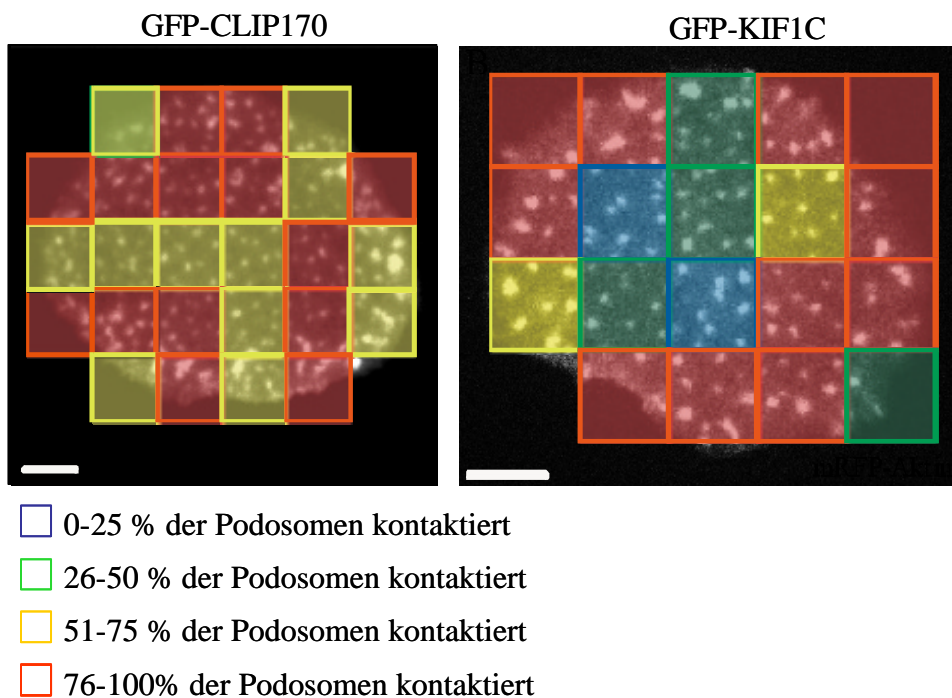 GFP-CLIP170
GFP-KIF1C
0-25 % der Podosomen kontaktiert
26-50 % der Podosomen kontaktiert
51-75 % der Podosomen kontaktiert
76-100% der Podosomen kontaktiert